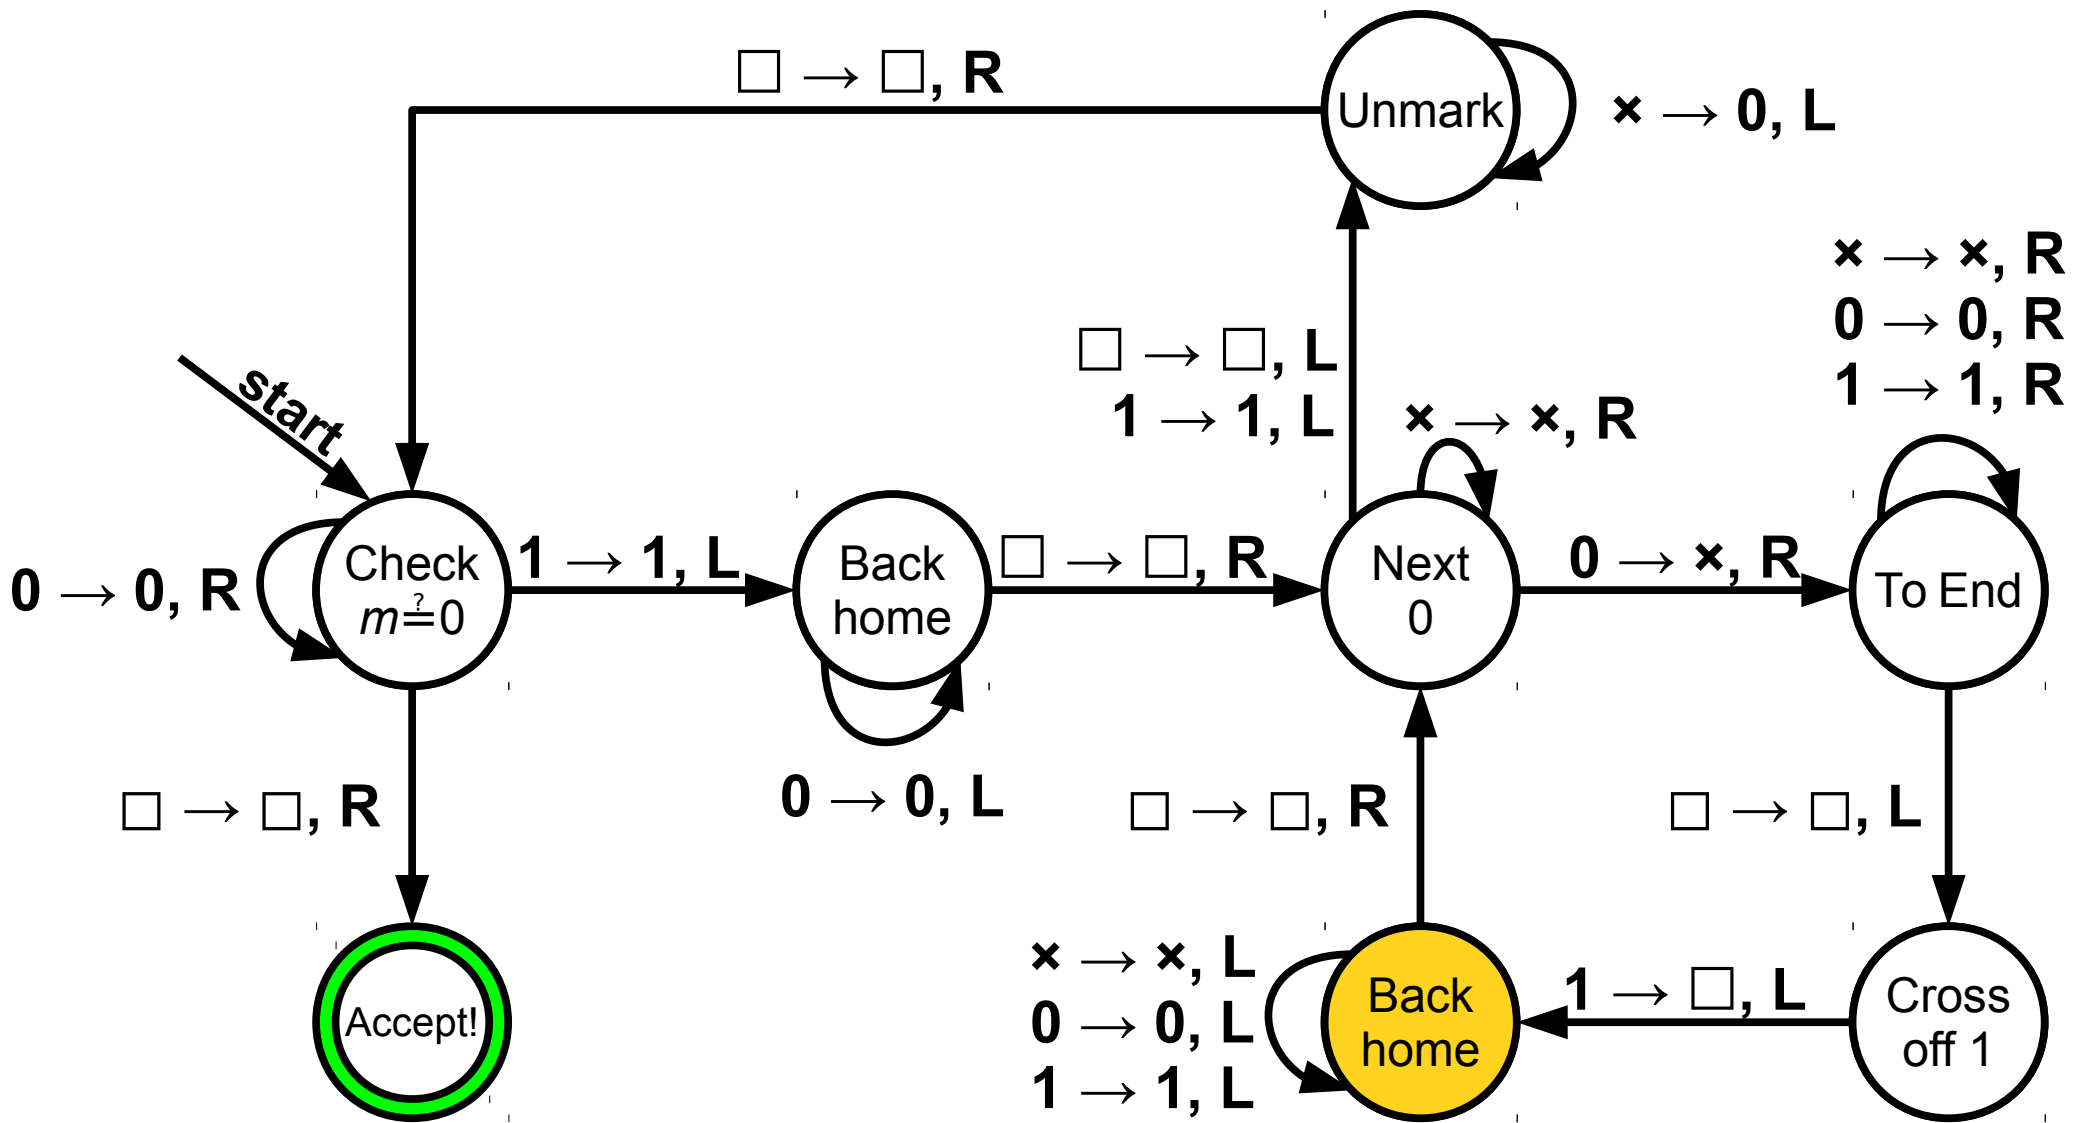 □ → □, R
Unmark
× → 0, L
× → ×, R
0 → 0, R
1 → 1, R
□ → □, L
1 → 1, L
start
× → ×, R
Check
m≟0
0 → 0, R
1 → 1, L
Back
home
□ → □, R
Next
0
0 → ×, R
To End
0 → 0, L
□ → □, R
□ → □, R
□ → □, L
Accept!
× → ×, L
0 → 0, L
1 → 1, L
Back
home
1 → □, L
Cross
off 1